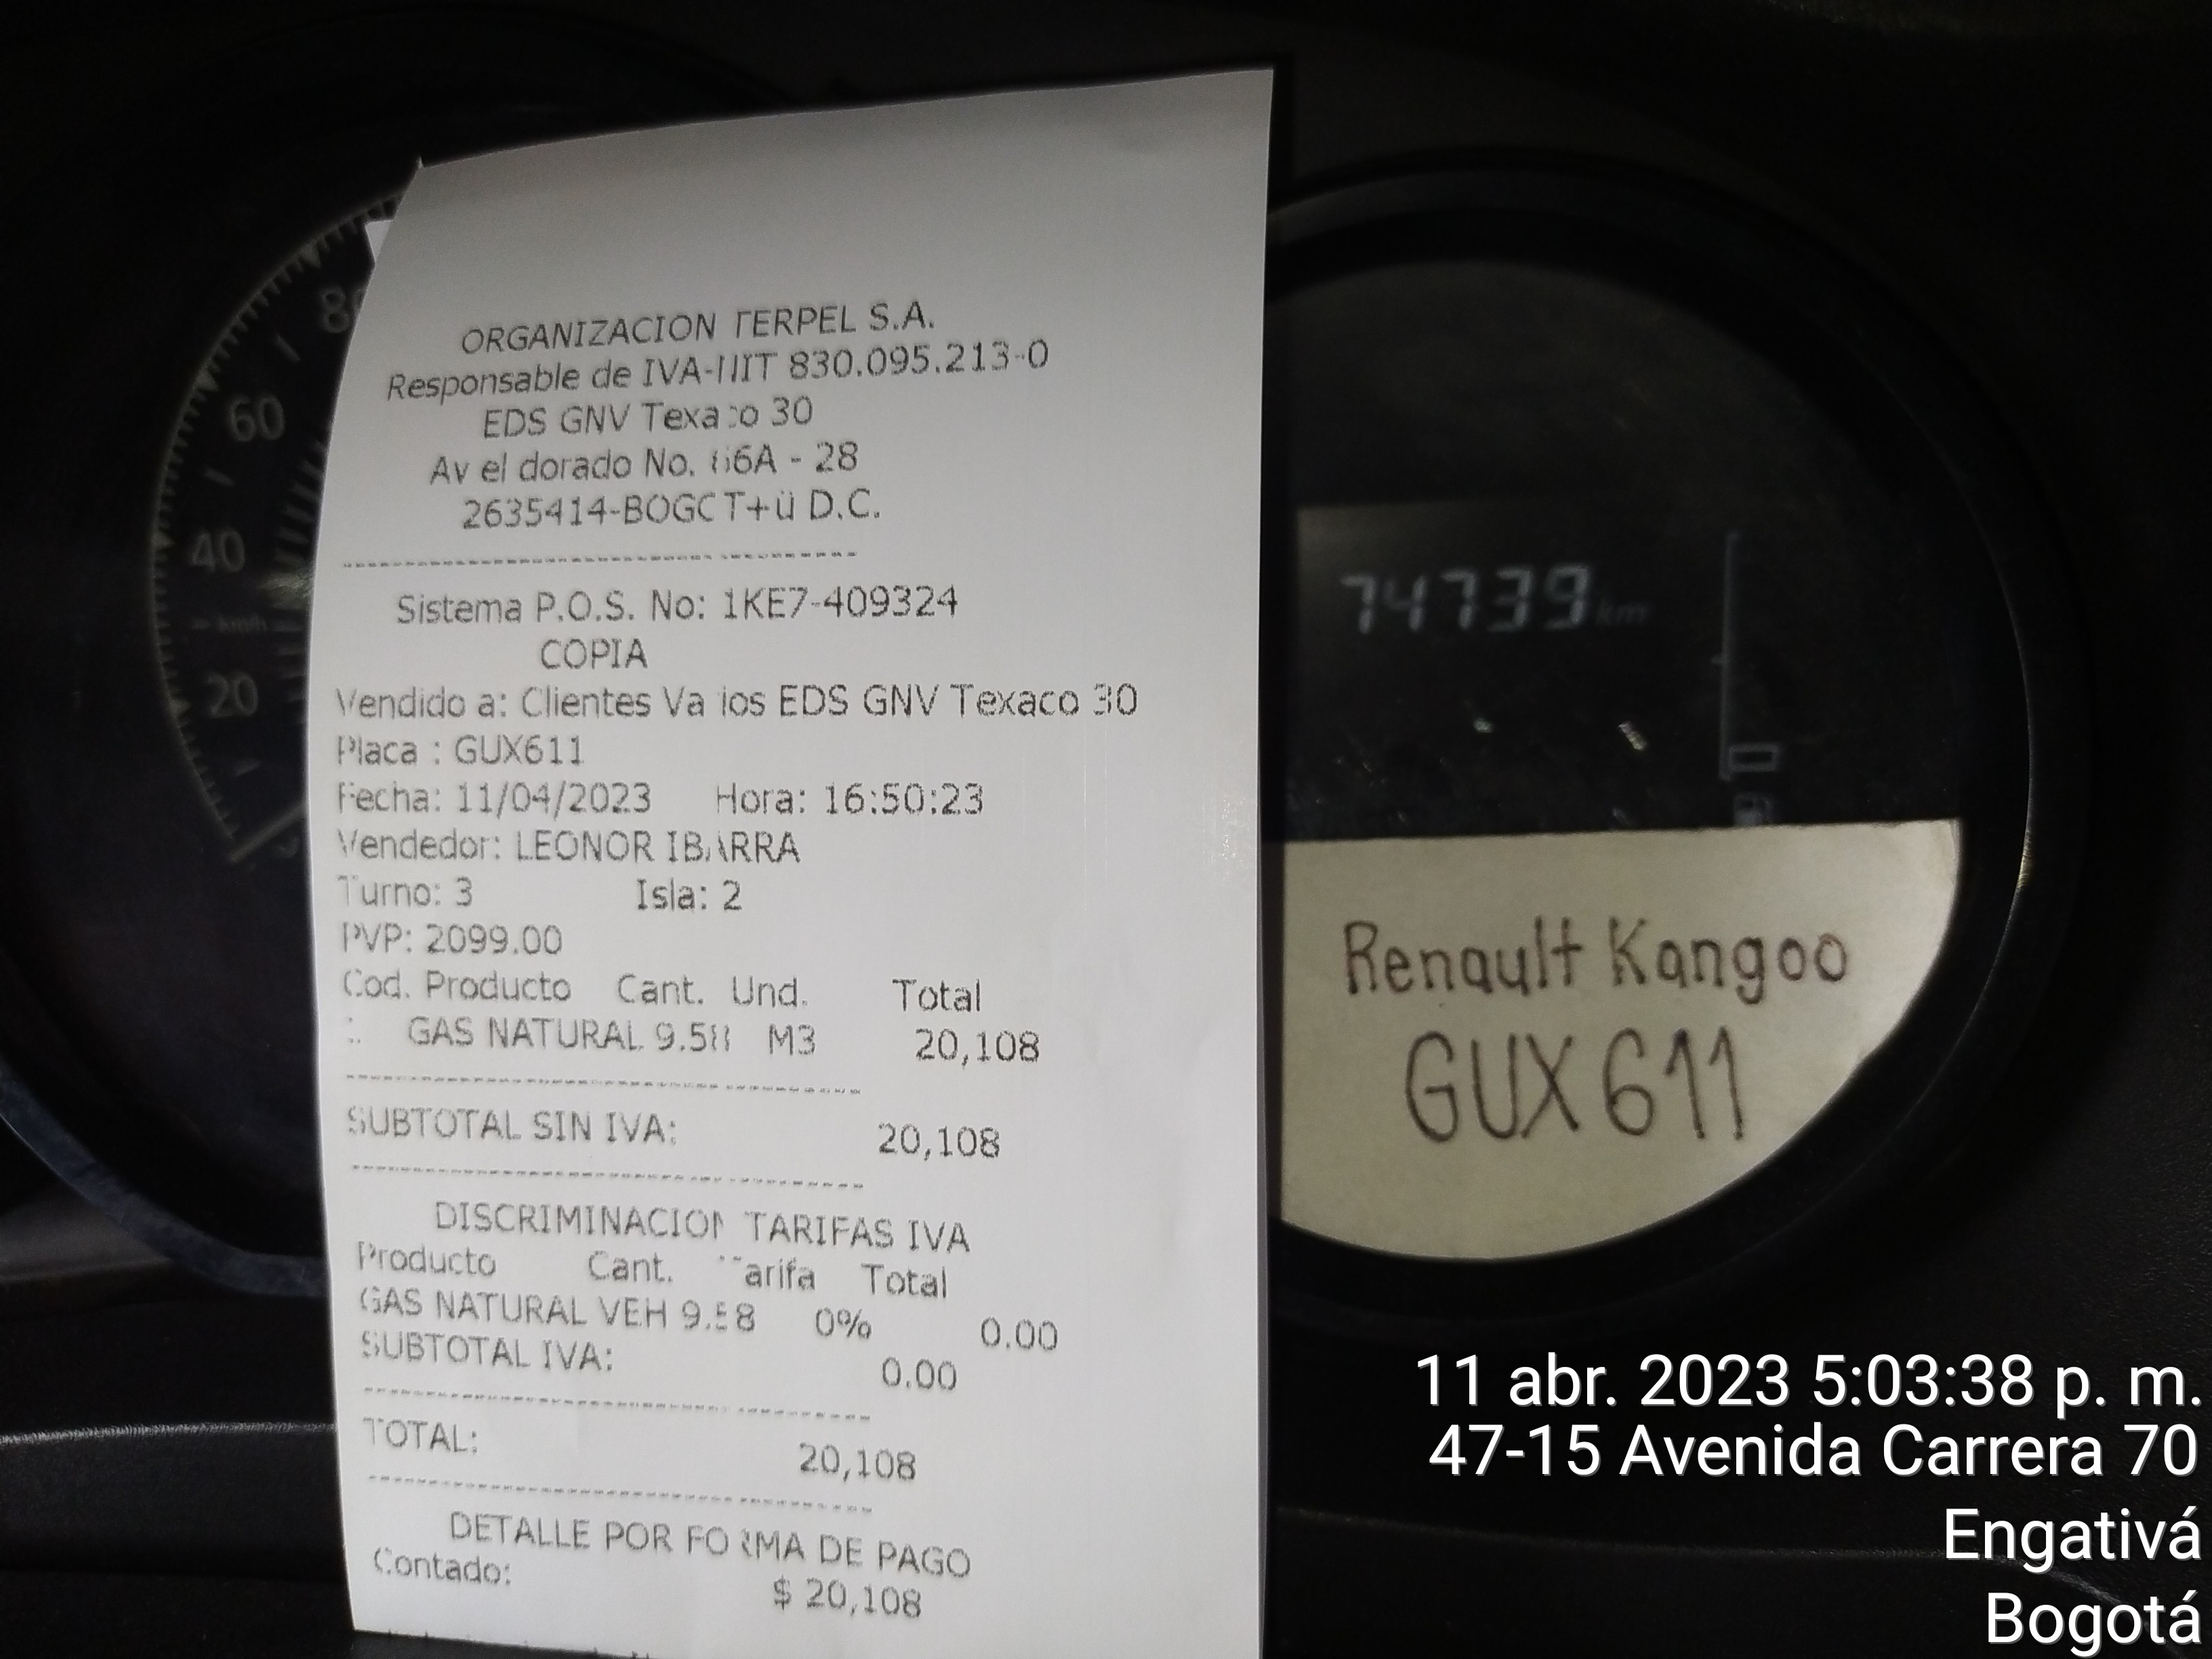 ORGANIZACION TERPEL S.A.
Responsable de IVA-NIT 830.095.213-0
EDS GNV Texaco 30
Av el dorado No. 66A - 28
2635414-BOGOT+ü D.C.
Sistema P.O.S. No: 1KE7-409324
COPIA
Vendido a: Clientes Varios EDS GNV Texaco 30
Placa : GUX611
Fecha: 11/04/2023 Hora: 16:50:23
Vendedor: LEONOR IBARRA
Turno: 3 Isla: 2
PVP: 2099.00
Cod. Producto Cant. Und. Total
GAS NATURAL 9.58 M3 20,108
SUBTOTAL SIN IVA: 20,108
DISCRIMINACION TARIFAS IVA
Producto Cant. Tarifa Total
GAS NATURAL VEH 9.58 0% 0.00
SUBTOTAL IVA: 0.00
TOTAL: 20,108
DETALLE POR FORMA DE PAGO
Contado: $ 20,108
80
60
40
km/h
20
74739 km
Renault Kangoo
GUX 611
11 abr. 2023 5:03:38 p. m.
47-15 Avenida Carrera 70
Engativá
Bogotá